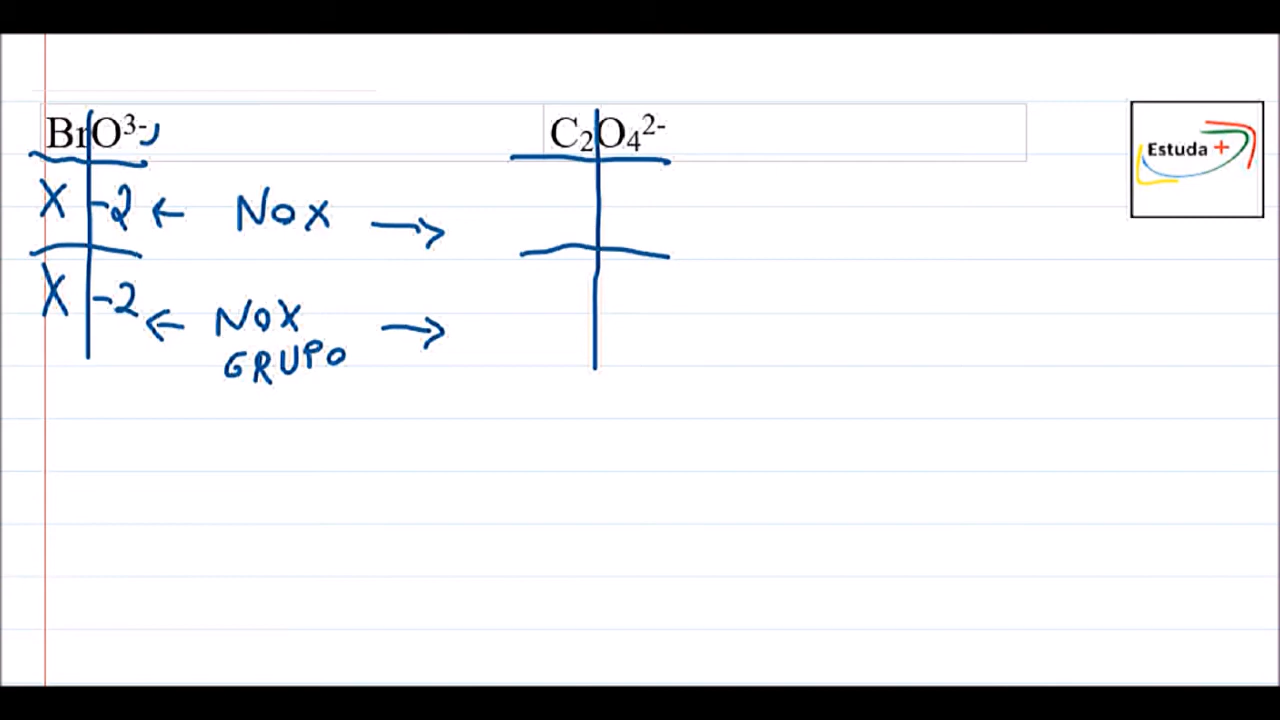 BrO³⁻ C₂O₄²⁻
Estuda +
X -2 ← NOX →
X -2 ← NOX →
GRUPO